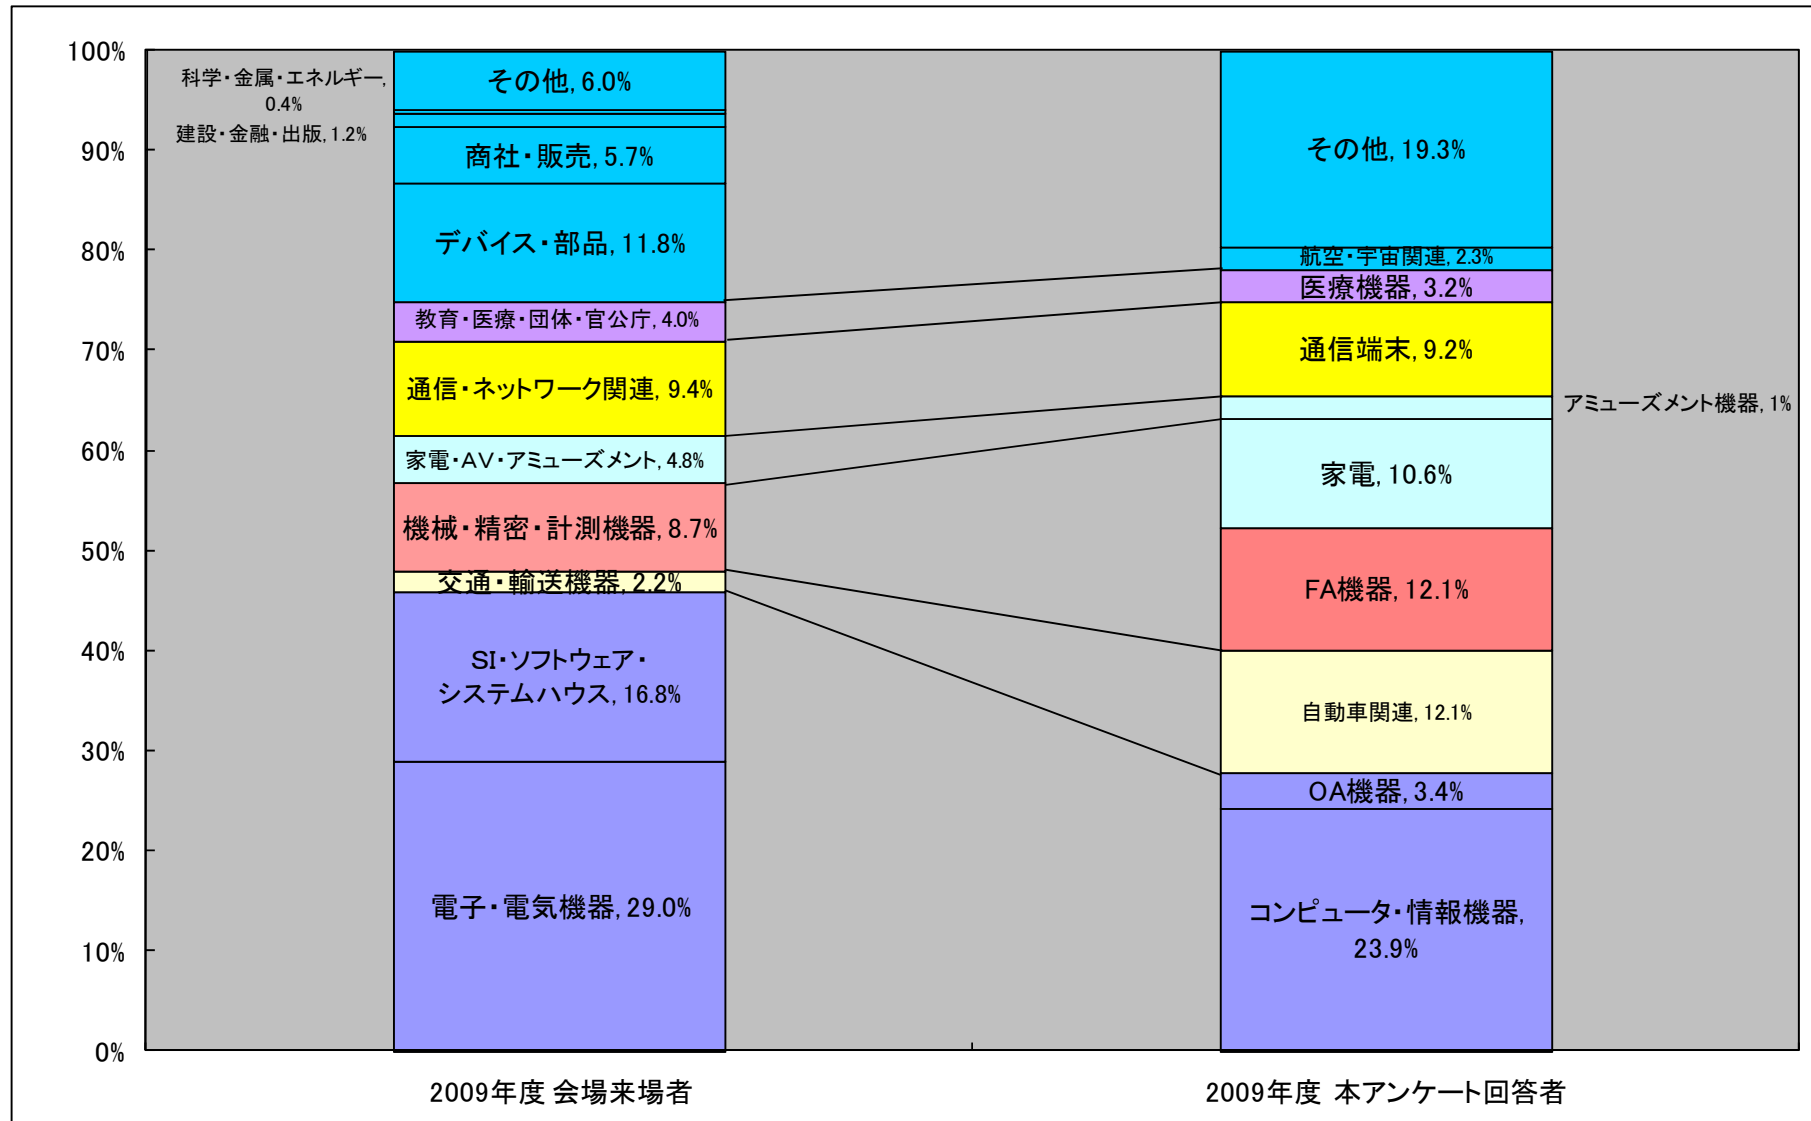 100%
90%
80%
70%
60%
50%
40%
30%
20%
10%
0%
科学・金属・エネルギー,
0.4%
建設・金融・出版, 1.2%
その他, 6.0%
商社・販売, 5.7%
デバイス・部品, 11.8%
教育・医療・団体・官公庁, 4.0%
通信・ネットワーク関連, 9.4%
家電・AV・アミューズメント, 4.8%
機械・精密・計測機器, 8.7%
交通・輸送機器, 2.2%
SI・ソフトウェア・
システムハウス, 16.8%
電子・電気機器, 29.0%
その他, 19.3%
航空・宇宙関連, 2.3%
医療機器, 3.2%
通信端末, 9.2%
アミューズメント機器, 1%
家電, 10.6%
FA機器, 12.1%
自動車関連, 12.1%
OA機器, 3.4%
コンピュータ・情報機器,
23.9%
2009年度 会場来場者
2009年度 本アンケート回答者